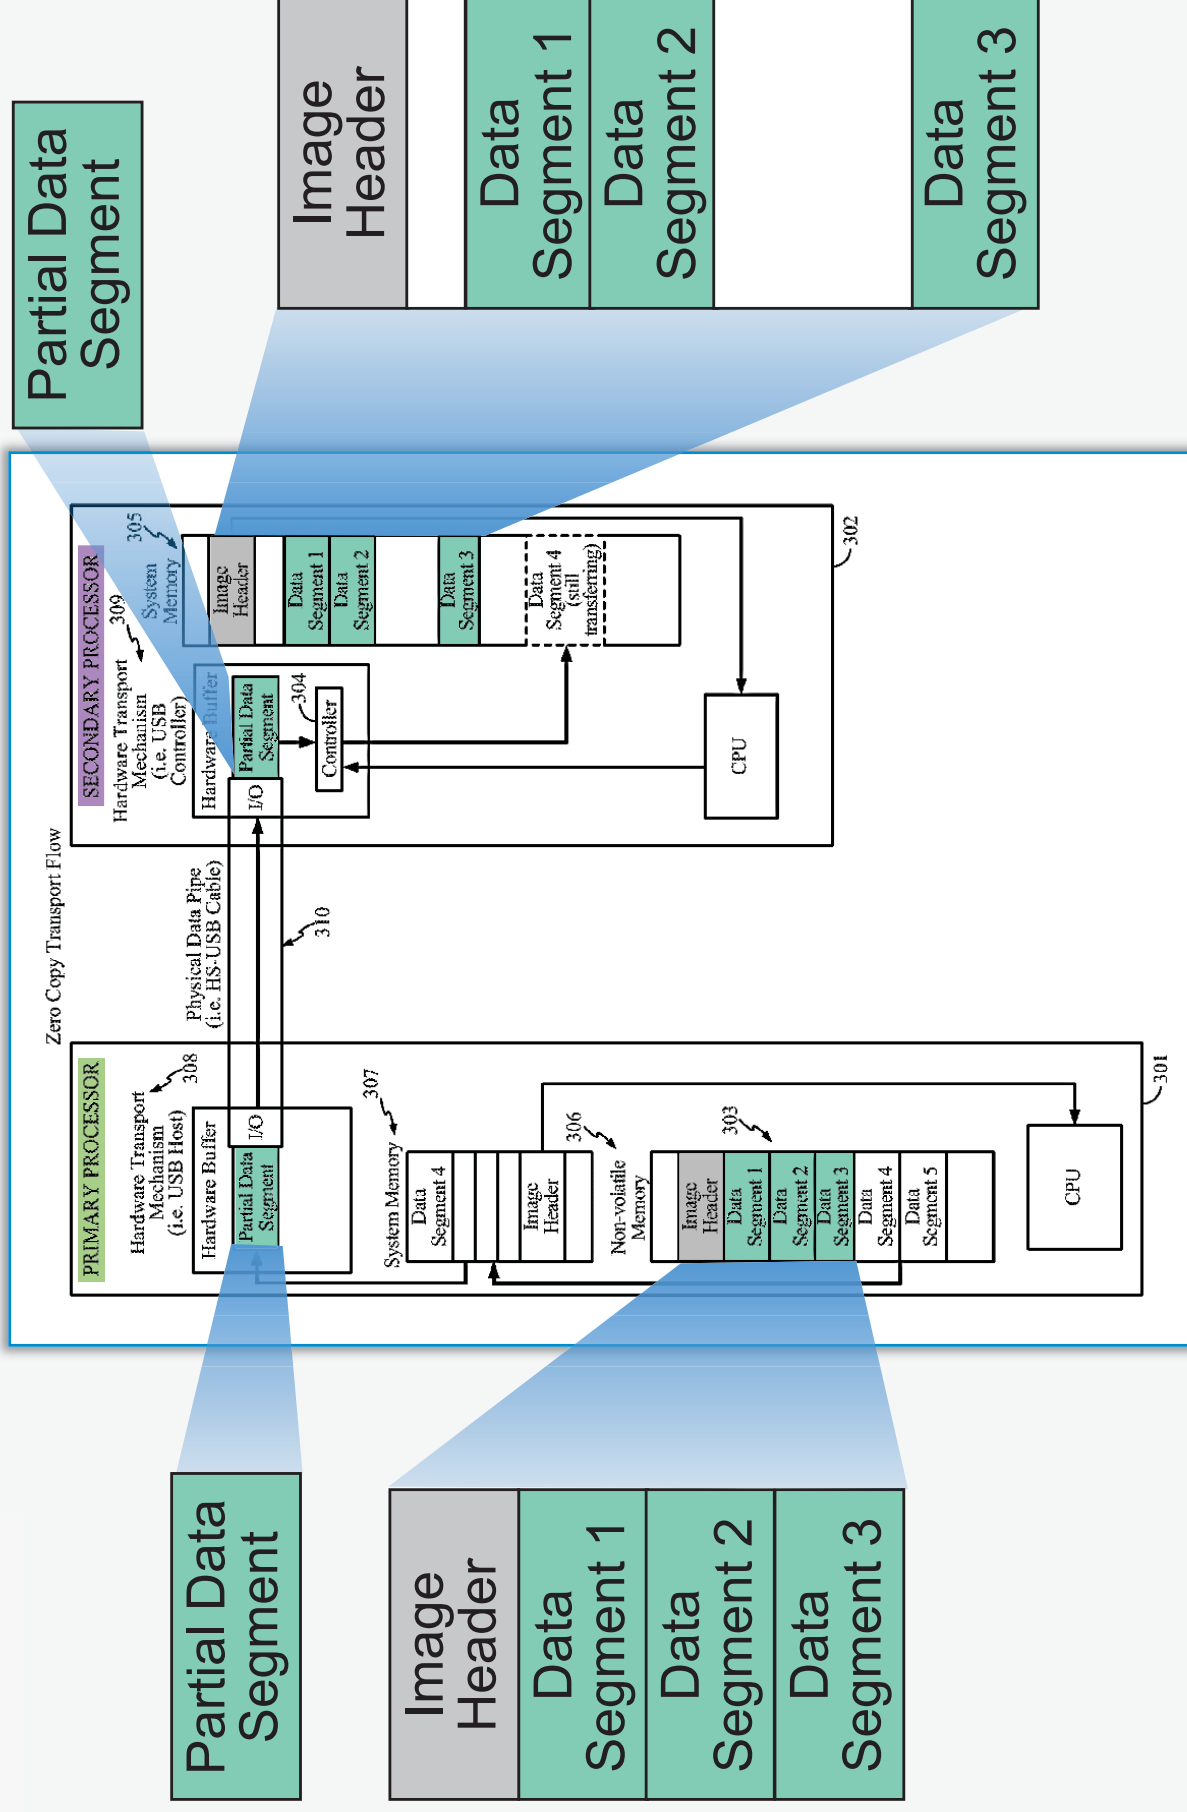 Zero Copy Transport Flow
PRIMARY PROCESSOR
Hardware Transport
Mechanism
(i.e. USB Host)
308
Hardware Buffer
Partial Data
Segment
I/O
Partial Data
Segment
System Memory
307
Data
Segment 4
Image
Header
Non-volatile
Memory
306
303
Image
Header
Data
Segment 1
Data
Segment 2
Data
Segment 3
Data
Segment 4
Data
Segment 5
Image
Header
Data
Segment 1
Data
Segment 2
Data
Segment 3
CPU
301
Physical Data Pipe
(i.e. HS-USB Cable)
310
SECONDARY PROCESSOR
Hardware Transport
Mechanism
(i.e. USB
Controller)
309
Hardware Buffer
I/O
Partial Data
Segment
Partial Data
Segment
Controller
304
System
Memory
305
Image
Header
Data
Segment 1
Data
Segment 2
Data
Segment 3
Data
Segment 4
(still
transferring)
Image
Header
Data
Segment 1
Data
Segment 2
Data
Segment 3
CPU
302